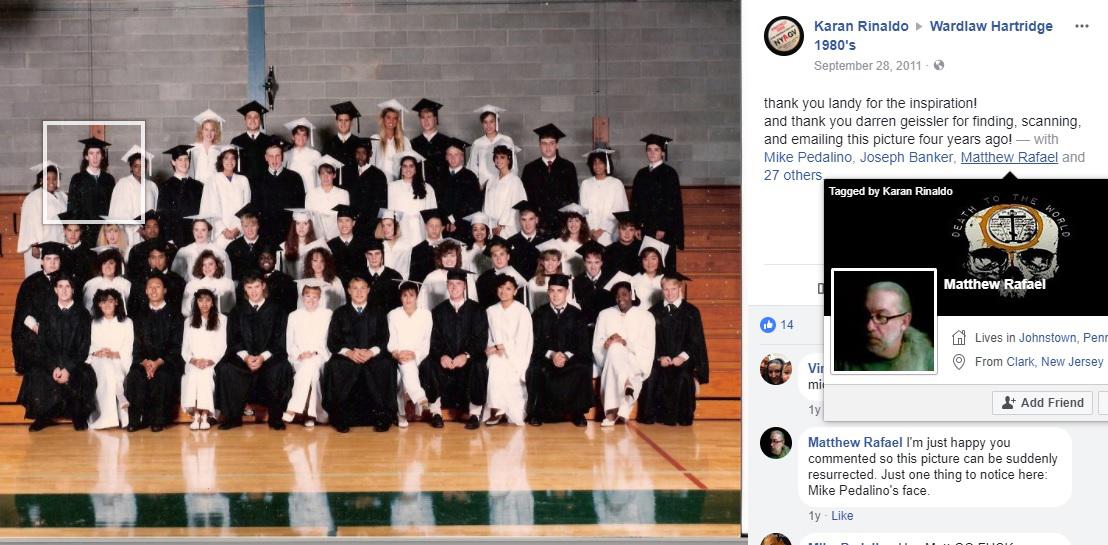 Karan Rinaldo ▸ Wardlaw Hartridge
1980's
September 28, 2011 ·
thank you landy for the inspiration!
and thank you darren geissler for finding, scanning,
and emailing this picture four years ago! — with
Mike Pedalino, Joseph Banker, Matthew Rafael and
27 others.
Tagged by Karan Rinaldo
DEATH TO THE WORLD
Matthew Rafael
14
Lives in Johnstown, Penn
From Clark, New Jersey
Add Friend
1y
Matthew Rafael I'm just happy you
commented so this picture can be suddenly
resurrected. Just one thing to notice here:
Mike Pedalino's face.
1y · Like